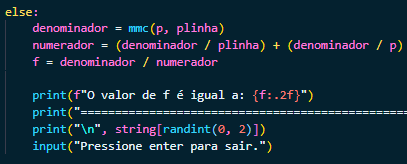 else:
denominador = mmc(p, plinha)
numerador = (denominador / plinha) + (denominador / p)
f = denominador / numerador
print(f"O valor de f é igual a: {f:.2f}")
print("==================================================
print("\n", string[randint(0, 2)])
input("Pressione enter para sair.")